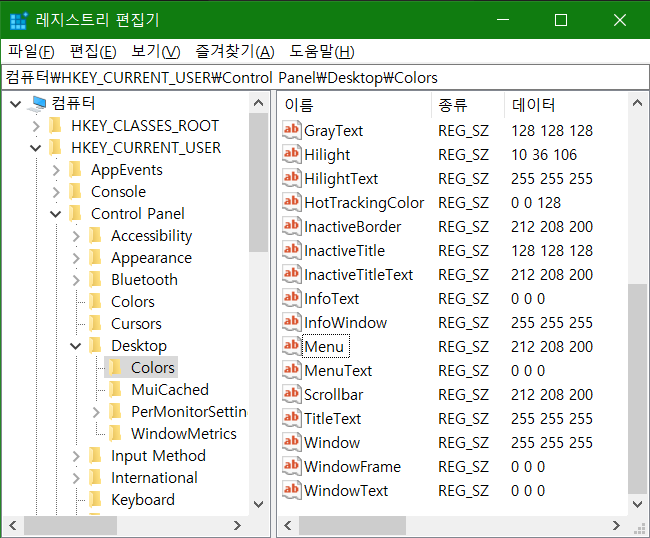 레지스트리 편집기
파일(F) 편집(E) 보기(V) 즐겨찾기(A) 도움말(H)
컴퓨터₩HKEY_CURRENT_USER₩Control Panel₩Desktop₩Colors
컴퓨터
HKEY_CLASSES_ROOT
HKEY_CURRENT_USER
AppEvents
Console
Control Panel
Accessibility
Appearance
Bluetooth
Colors
Cursors
Desktop
Colors
MuiCached
PerMonitorSettin
WindowMetrics
Input Method
International
Keyboard
이름 종류 데이터
GrayText REG_SZ 128 128 128
Hilight REG_SZ 10 36 106
HilightText REG_SZ 255 255 255
HotTrackingColor REG_SZ 0 0 128
InactiveBorder REG_SZ 212 208 200
InactiveTitle REG_SZ 128 128 128
InactiveTitleText REG_SZ 212 208 200
InfoText REG_SZ 0 0 0
InfoWindow REG_SZ 255 255 255
Menu REG_SZ 212 208 200
MenuText REG_SZ 0 0 0
Scrollbar REG_SZ 212 208 200
TitleText REG_SZ 255 255 255
Window REG_SZ 255 255 255
WindowFrame REG_SZ 0 0 0
WindowText REG_SZ 0 0 0